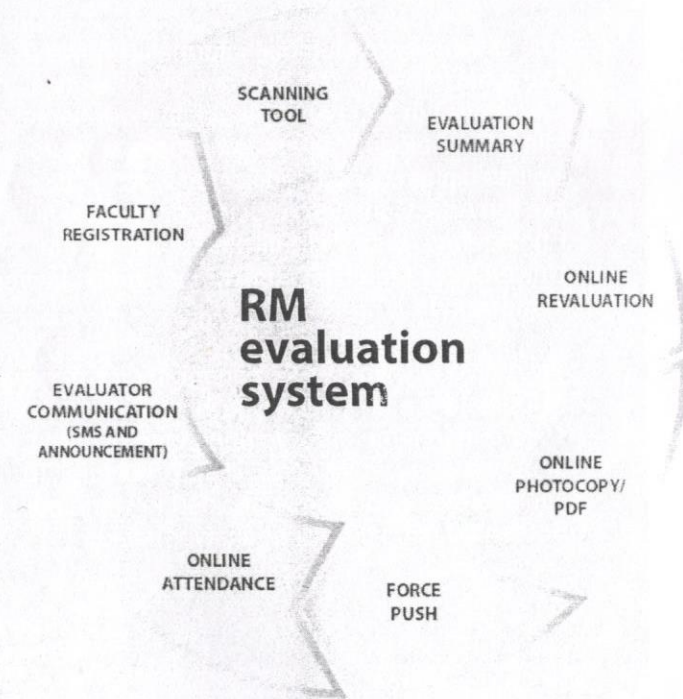 SCANNING
TOOL
EVALUATION
SUMMARY
FACULTY
REGISTRATION
ONLINE
REVALUATION
RM
evaluation
system
EVALUATOR
COMMUNICATION
(SMS AND
ANNOUNCEMENT)
ONLINE
PHOTOCOPY/
PDF
ONLINE
ATTENDANCE
FORCE
PUSH